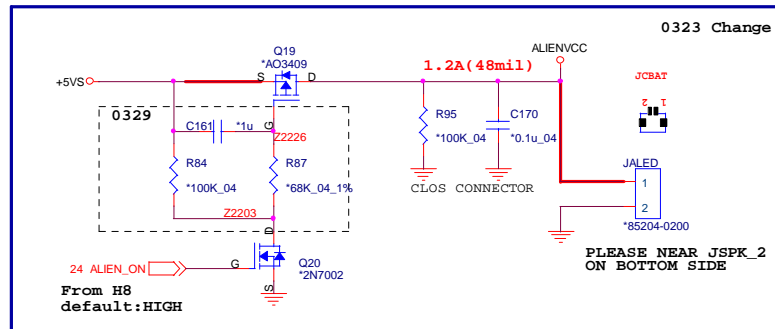 0323 Change
ALIENVCC
Q19
*AO3409
1.2A(48mil)
+5VS
S
D
JCBAT
2 1
0329
C161
*1u
G
Z2226
R95
*100K_04
C170
*0.1u_04
R84
*100K_04
R87
*68K_04_1%
CLOS CONNECTOR
JALED
1
2
*85204-0200
Z2203
D
Q20
*2N7002
G
S
24 ALIEN_ON
From H8
default:HIGH
PLEASE NEAR JSPK_2
ON BOTTOM SIDE